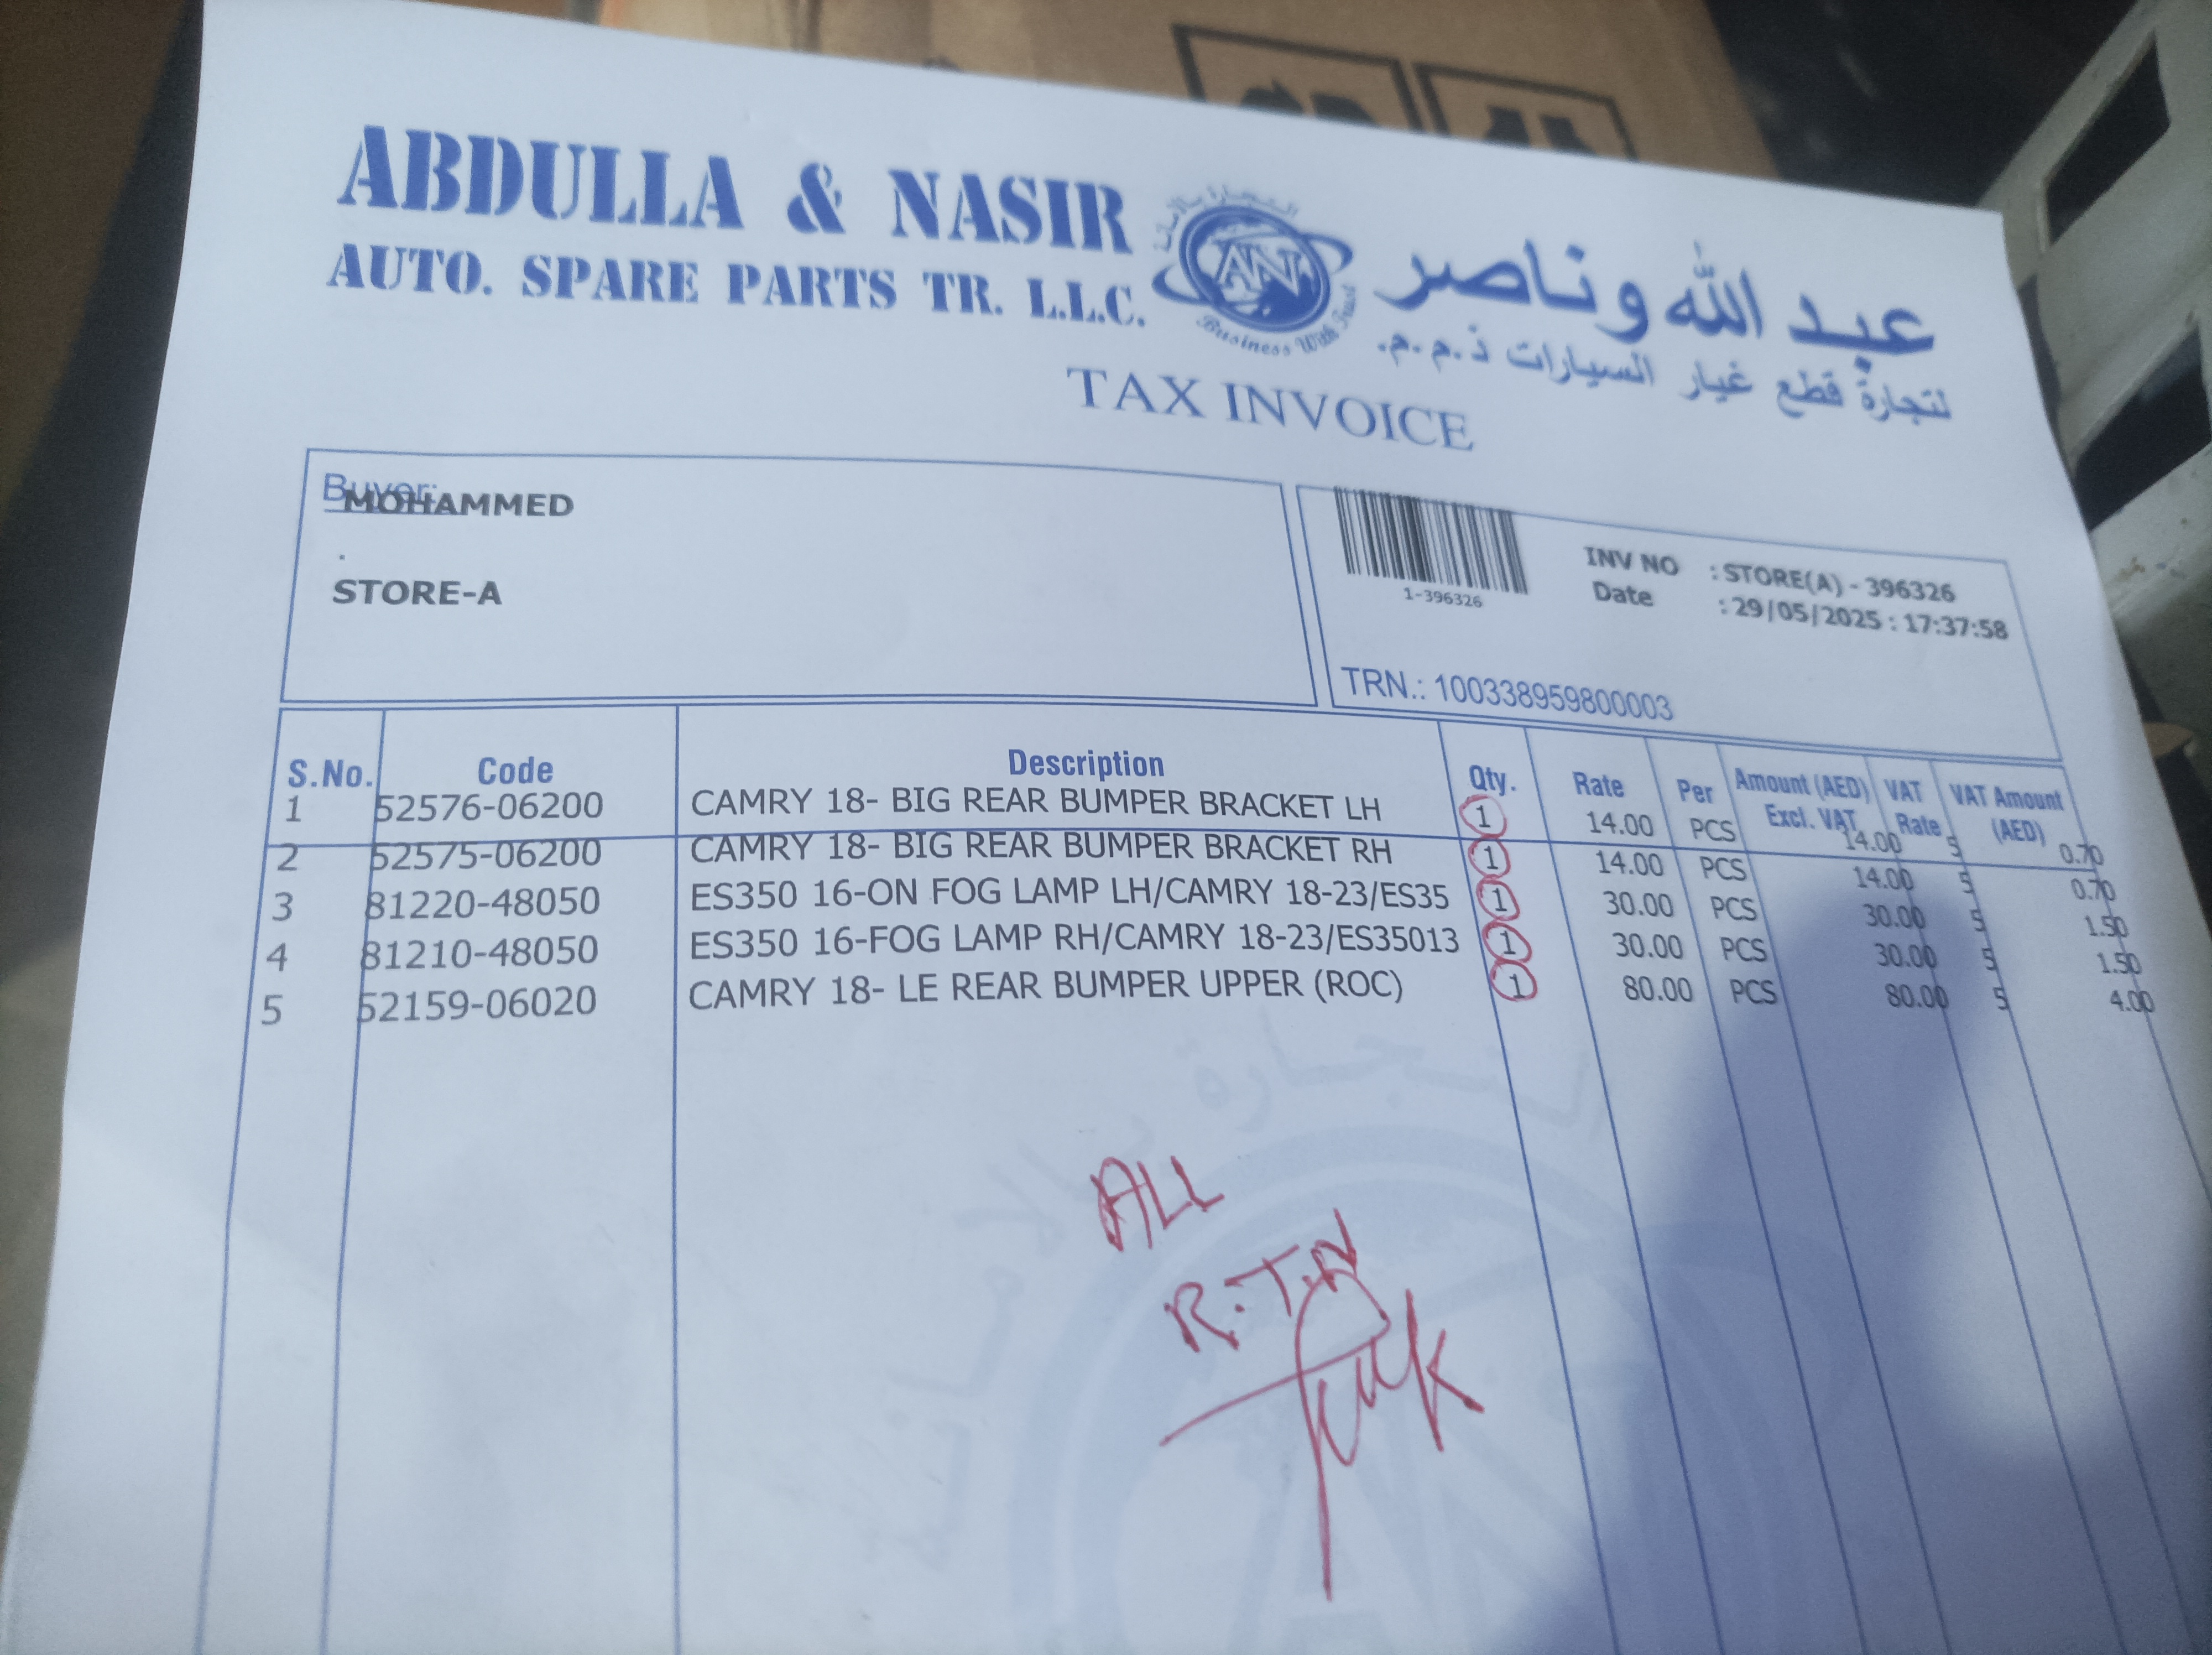 ABDULLA & NASIR
AUTO. SPARE PARTS TR. L.L.C.
AN
Business With Trust
عبد الله وناصر
لتجارة قطع غيار السيارات ذ.م.م.
TAX INVOICE
Buyer:
MOHAMMED
.
STORE-A
1-396326
INV NO : STORE(A) - 396326
Date : 29/05/2025 : 17:37:58
TRN.: 100338959800003
S.No. Code Description Qty. Rate Per Amount (AED) Excl. VAT VAT Rate VAT Amount (AED)
1 52576-06200 CAMRY 18- BIG REAR BUMPER BRACKET LH 1 14.00 PCS 14.00 5 0.70
2 52575-06200 CAMRY 18- BIG REAR BUMPER BRACKET RH 1 14.00 PCS 14.00 5 0.70
3 81220-48050 ES350 16-ON FOG LAMP LH/CAMRY 18-23/ES35 1 30.00 PCS 30.00 5 1.50
4 81210-48050 ES350 16-FOG LAMP RH/CAMRY 18-23/ES35013 1 30.00 PCS 30.00 5 1.50
5 52159-06020 CAMRY 18- LE REAR BUMPER UPPER (ROC) 1 80.00 PCS 80.00 5 4.00
ALL
R.T.N